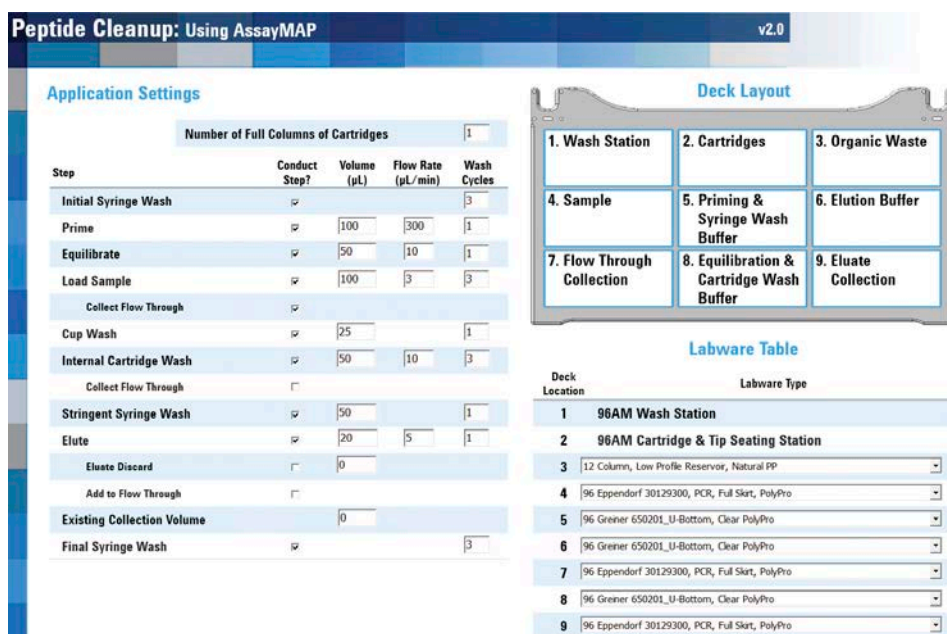 Peptide Cleanup: Using AssayMAP v2.0
Application Settings
Number of Full Columns of Cartridges 1
Step Conduct Step? Volume (µL) Flow Rate (µL/min) Wash Cycles
Initial Syringe Wash 3
Prime 100 300 1
Equilibrate 50 10 1
Load Sample 100 3 3
Collect Flow Through
Cup Wash 25 1
Internal Cartridge Wash 50 10 3
Collect Flow Through
Stringent Syringe Wash 50 1
Elute 20 5 1
Eluate Discard 0
Add to Flow Through
Existing Collection Volume 0
Final Syringe Wash 3
Deck Layout
1. Wash Station
2. Cartridges
3. Organic Waste
4. Sample
5. Priming &
Syringe Wash
Buffer
6. Elution Buffer
7. Flow Through
Collection
8. Equilibration &
Cartridge Wash
Buffer
9. Eluate
Collection
Labware Table
Deck Location Labware Type
1 96AM Wash Station
2 96AM Cartridge & Tip Seating Station
3 12 Column, Low Profile Reservor, Natural PP
4 96 Eppendorf 30129300, PCR, Full Skirt, PolyPro
5 96 Greiner 650201_U-Bottom, Clear PolyPro
6 96 Greiner 650201_U-Bottom, Clear PolyPro
7 96 Eppendorf 30129300, PCR, Full Skirt, PolyPro
8 96 Greiner 650201_U-Bottom, Clear PolyPro
9 96 Eppendorf 30129300, PCR, Full Skirt, PolyPro